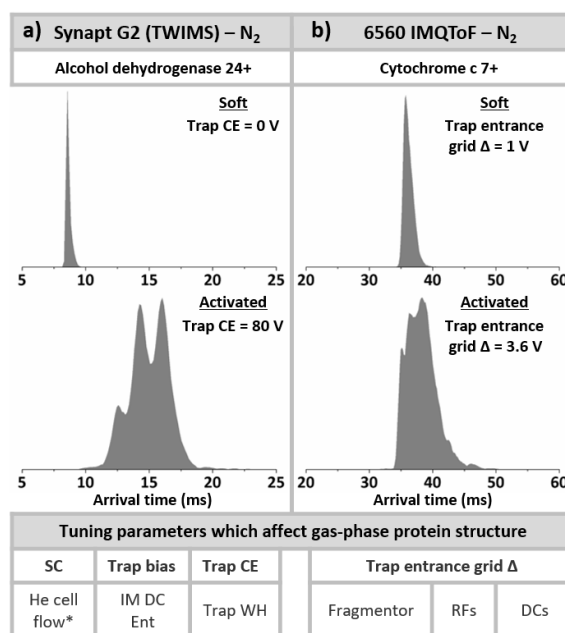 a) Synapt G2 (TWIMS) – N₂
b) 6560 IMQToF – N₂
Alcohol dehydrogenase 24+
Cytochrome c 7+
Soft
Trap CE = 0 V
Soft
Trap entrance
grid Δ = 1 V
5 10 15 20 25
20 30 40 50 60
Activated
Trap CE = 80 V
Activated
Trap entrance
grid Δ = 3.6 V
5 10 15 20 25
20 30 40 50 60
Arrival time (ms)
Arrival time (ms)
Tuning parameters which affect gas-phase protein structure
SC Trap bias Trap CE Trap entrance grid Δ
He cell
flow*
IM DC
Ent
Trap WH
Fragmentor
RFs
DCs